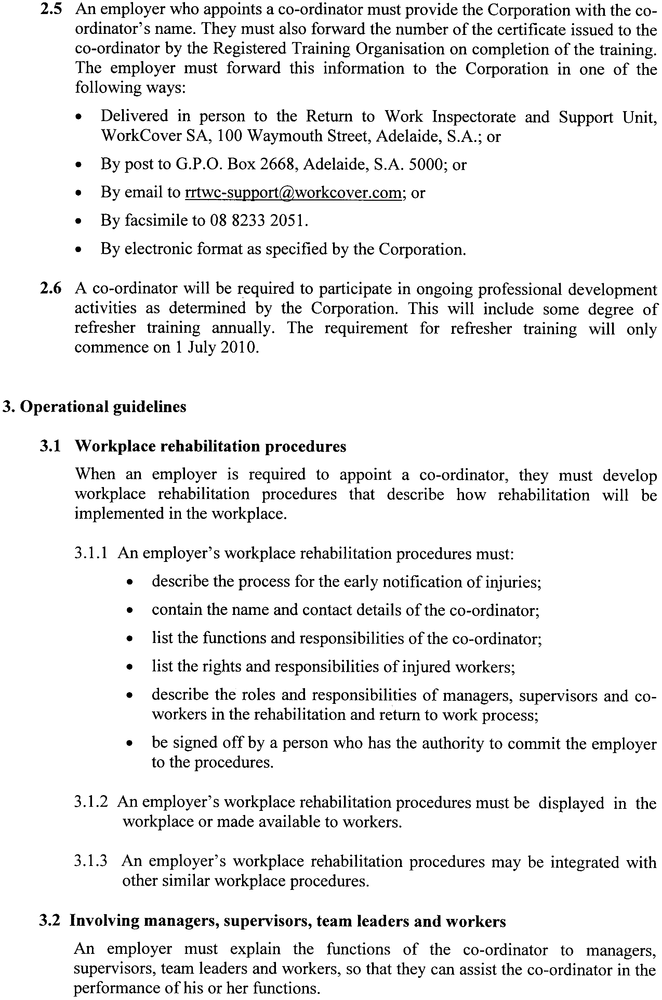 2.5 An employer who appoints a co-ordinator must provide the Corporation with the co-
ordinator's name. They must also forward the number of the certificate issued to the
co-ordinator by the Registered Training Organisation on completion of the training.
The employer must forward this information to the Corporation in one of the
following ways:
• Delivered in person to the Return to Work Inspectorate and Support Unit,
WorkCover SA, 100 Waymouth Street, Adelaide, S.A.; or
• By post to G.P.O. Box 2668, Adelaide, S.A. 5000; or
• By email to rrtwc-support@workcover.com; or
• By facsimile to 08 8233 2051.
• By electronic format as specified by the Corporation.
2.6 A co-ordinator will be required to participate in ongoing professional development
activities as determined by the Corporation. This will include some degree of
refresher training annually. The requirement for refresher training will only
commence on 1 July 2010.
3. Operational guidelines
3.1 Workplace rehabilitation procedures
When an employer is required to appoint a co-ordinator, they must develop
workplace rehabilitation procedures that describe how rehabilitation will be
implemented in the workplace.
3.1.1 An employer's workplace rehabilitation procedures must:
• describe the process for the early notification of injuries;
• contain the name and contact details of the co-ordinator;
• list the functions and responsibilities of the co-ordinator;
• list the rights and responsibilities of injured workers;
• describe the roles and responsibilities of managers, supervisors and co-
workers in the rehabilitation and return to work process;
• be signed off by a person who has the authority to commit the employer
to the procedures.
3.1.2 An employer's workplace rehabilitation procedures must be displayed in the
workplace or made available to workers.
3.1.3 An employer's workplace rehabilitation procedures may be integrated with
other similar workplace procedures.
3.2 Involving managers, supervisors, team leaders and workers
An employer must explain the functions of the co-ordinator to managers,
supervisors, team leaders and workers, so that they can assist the co-ordinator in the
performance of his or her functions.